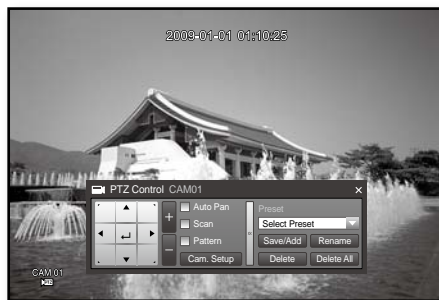 2009-01-01 01:10:25
PTZ Control CAM01
Auto Pan
Scan
Pattern
Cam. Setup
Preset
Select Preset
Save/Add Rename
Delete Delete All
CAM 01
PTZ